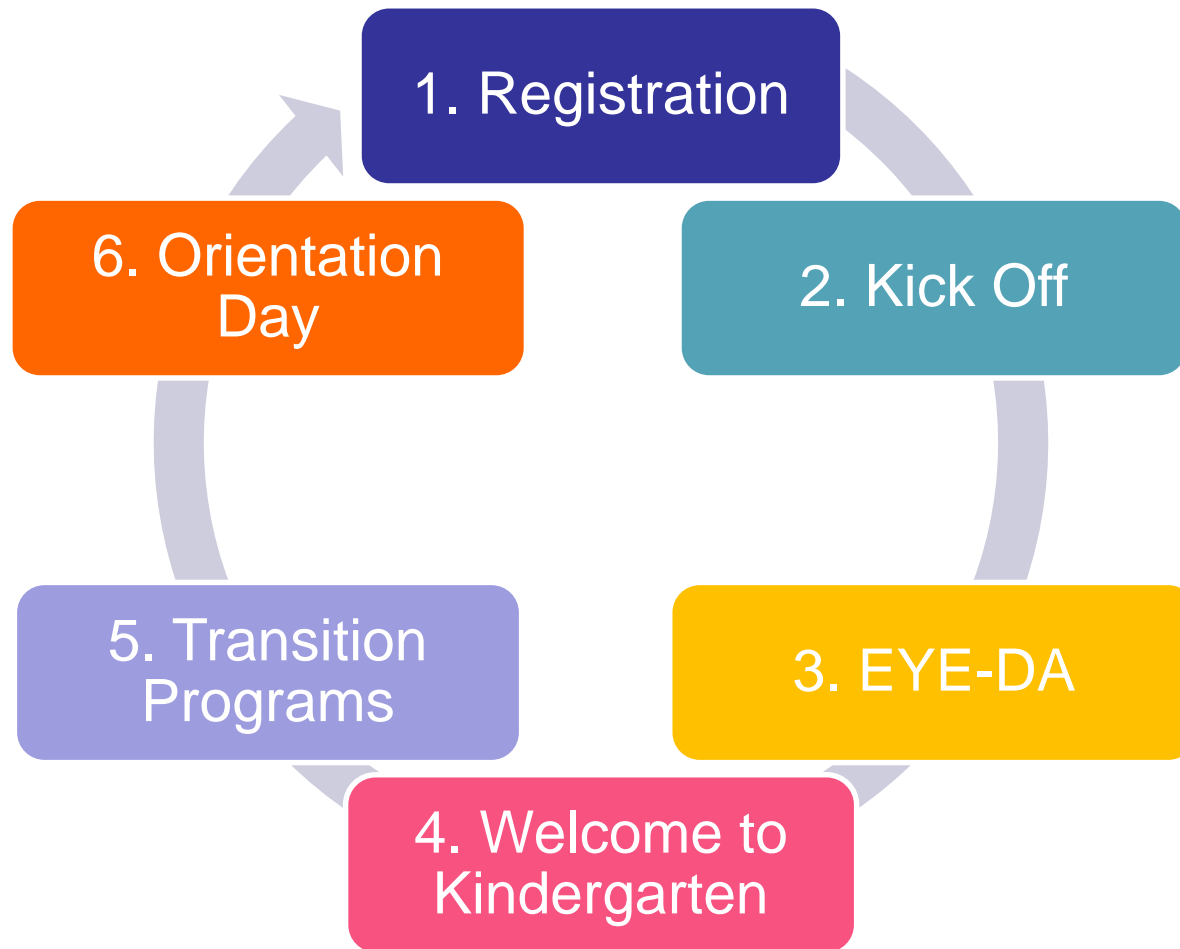 1. Registration
2. Kick Off
3. EYE-DA
4. Welcome to
Kindergarten
5. Transition
Programs
6. Orientation
Day